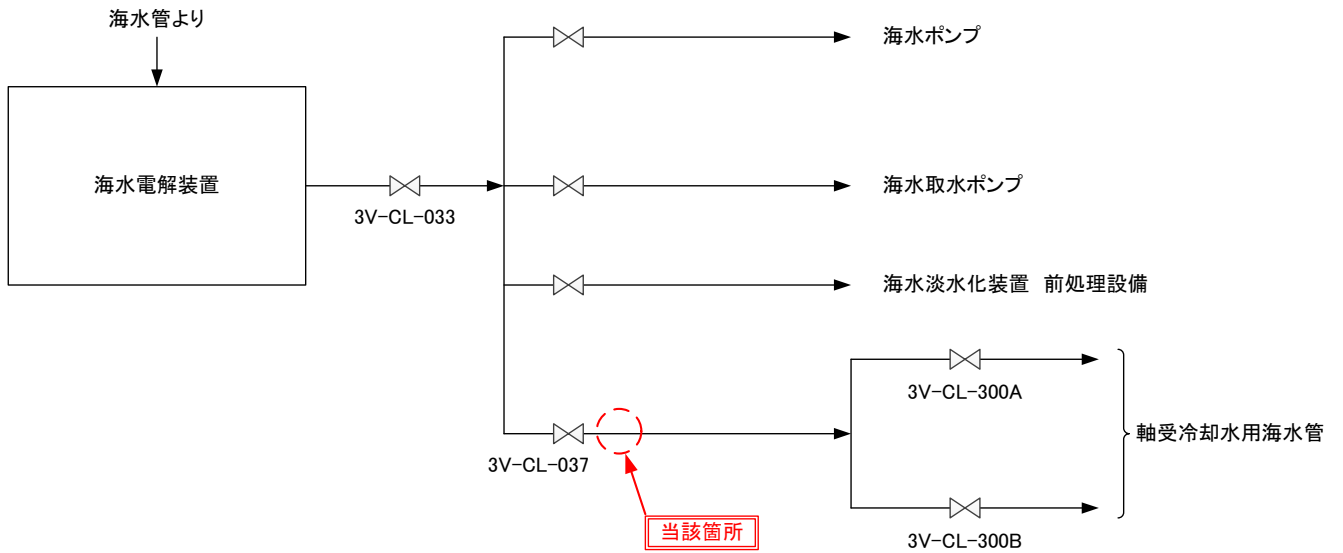 海水管より
海水電解装置
3V-CL-033
海水ポンプ
海水取水ポンプ
海水淡水化装置 前処理設備
3V-CL-037
当該箇所
3V-CL-300A
3V-CL-300B
軸受冷却水用海水管